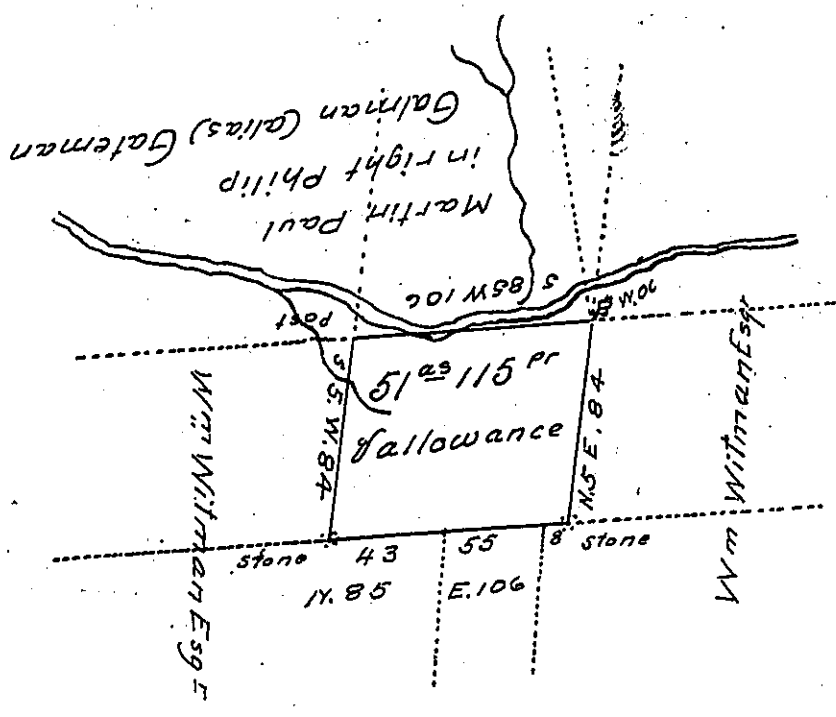 Martin Paul
in right Philip
Galman (alias) Gateman
S 85 W 106
Post
W.O.
51 as 115 pr
& allowance
S 5. W. 84
N. 5 E. 84
Wm Witman Esqr
Wm Witman Esqr
stone
43
55
8
stone
N. 85
E. 106